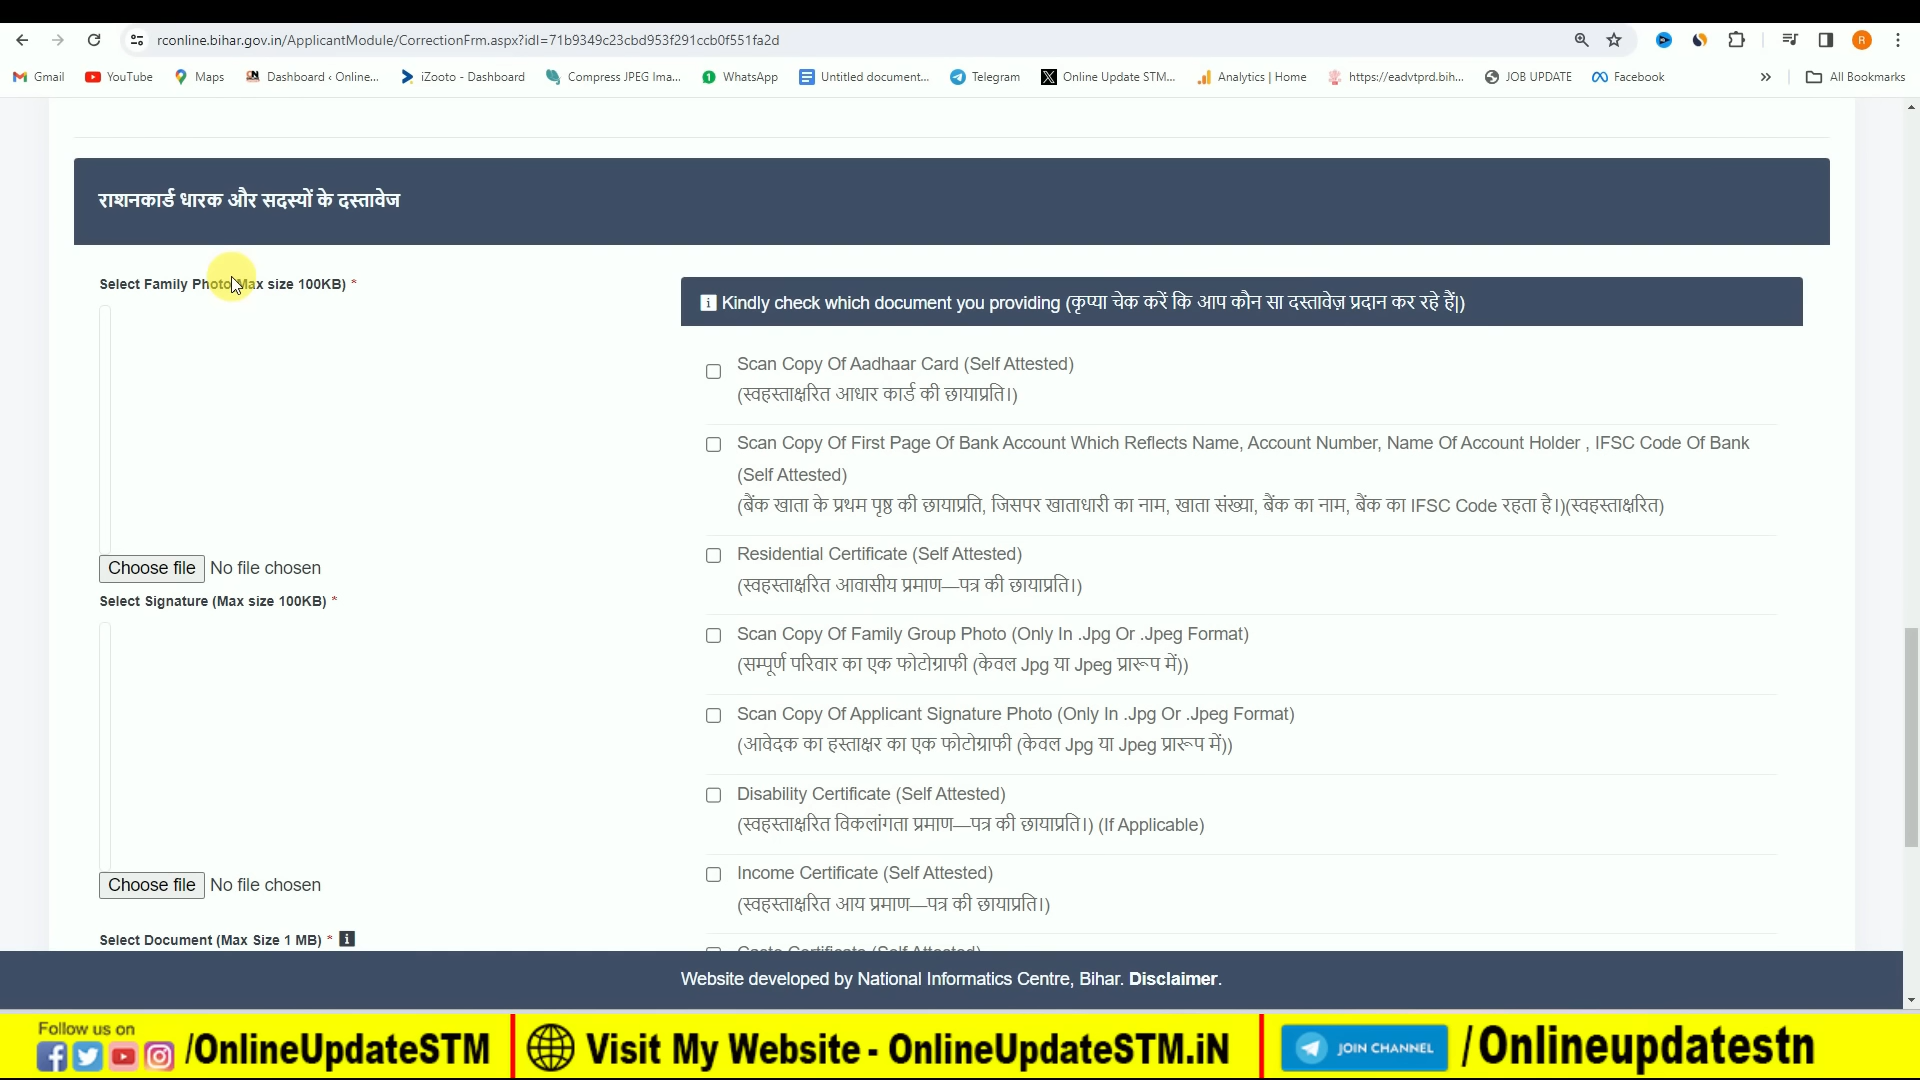 rconline.bihar.gov.in/ApplicantModule/CorrectionFrm.aspx?idl=71b9349c23cbd953f291ccb0f551fa2d
R
Gmail
YouTube
Maps
Dashboard ‹ Online...
iZooto - Dashboard
Compress JPEG Ima...
WhatsApp
Untitled document...
Telegram
Online Update STM...
Analytics | Home
https://eadvtprd.bih...
JOB UPDATE
Facebook
All Bookmarks
राशनकार्ड धारक और सदस्यों के दस्तावेज
Select Family Photo Max size 100KB) *
Choose file No file chosen
Select Signature (Max size 100KB) *
Choose file No file chosen
Select Document (Max Size 1 MB) *
Kindly check which document you providing (कृप्या चेक करें कि आप कौन सा दस्तावेज़ प्रदान कर रहे हैं|)
Scan Copy Of Aadhaar Card (Self Attested)
(स्वहस्ताक्षरित आधार कार्ड की छायाप्रति।)
Scan Copy Of First Page Of Bank Account Which Reflects Name, Account Number, Name Of Account Holder , IFSC Code Of Bank
(Self Attested)
(बैंक खाता के प्रथम पृष्ठ की छायाप्रति, जिसपर खाताधारी का नाम, खाता संख्या, बैंक का नाम, बैंक का IFSC Code रहता है।)(स्वहस्ताक्षरित)
Residential Certificate (Self Attested)
(स्वहस्ताक्षरित आवासीय प्रमाण—पत्र की छायाप्रति।)
Scan Copy Of Family Group Photo (Only In .Jpg Or .Jpeg Format)
(सम्पूर्ण परिवार का एक फोटोग्राफी (केवल Jpg या Jpeg प्रारूप में))
Scan Copy Of Applicant Signature Photo (Only In .Jpg Or .Jpeg Format)
(आवेदक का हस्ताक्षर का एक फोटोग्राफी (केवल Jpg या Jpeg प्रारूप में))
Disability Certificate (Self Attested)
(स्वहस्ताक्षरित विकलांगता प्रमाण—पत्र की छायाप्रति।) (If Applicable)
Income Certificate (Self Attested)
(स्वहस्ताक्षरित आय प्रमाण—पत्र की छायाप्रति।)
Caste Certificate (Self Attested)
Website developed by National Informatics Centre, Bihar. Disclaimer.
Follow us on
/OnlineUpdateSTM
Visit My Website - OnlineUpdateSTM.iN
JOIN CHANNEL
/Onlineupdatestn